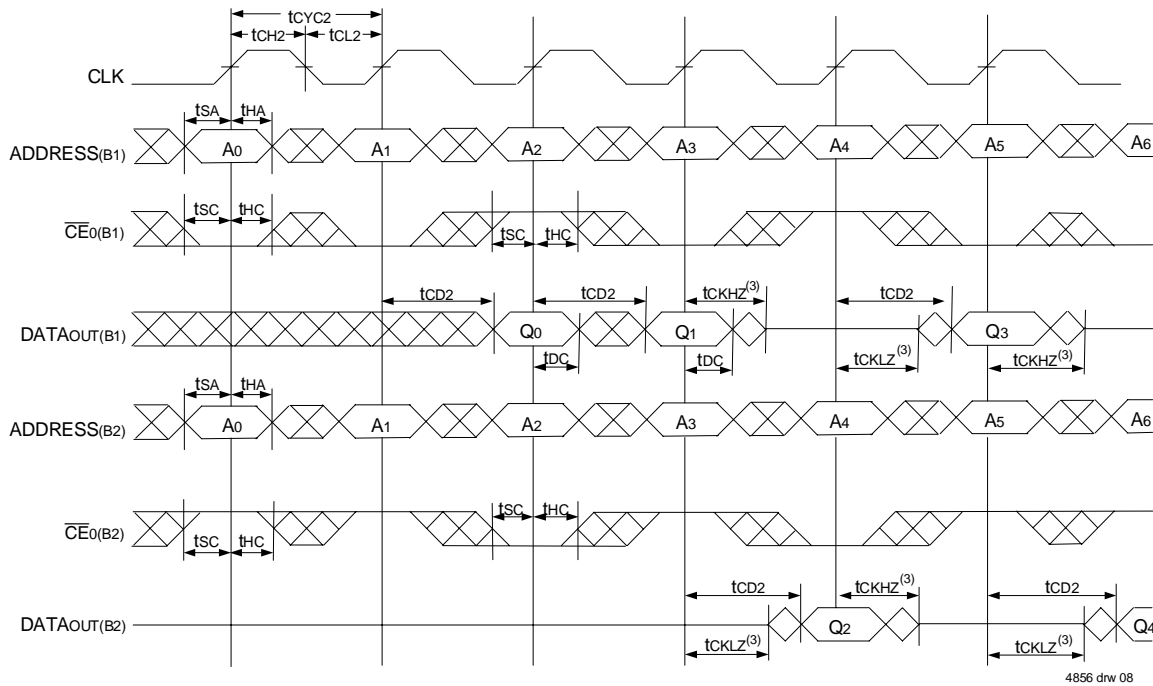 tCYC2
tCH2 tCL2
CLK
tSA tHA
ADDRESS(B1) A0 A1 A2 A3 A4 A5 A6
tSC tHC
CE0(B1)
tSC tHC
tCD2 tCD2 tCKHZ(3) tCD2
DATAOUT(B1) Q0 Q1 Q3
tDC tDC tCKLZ(3) tCKHZ(3)
tSA tHA
ADDRESS(B2) A0 A1 A2 A3 A4 A5 A6
tSC tHC
CE0(B2)
tSC tHC
tCD2 tCKHZ(3) tCD2
DATAOUT(B2) Q2 Q4
tCKLZ(3) tCKLZ(3)
4856 drw 08